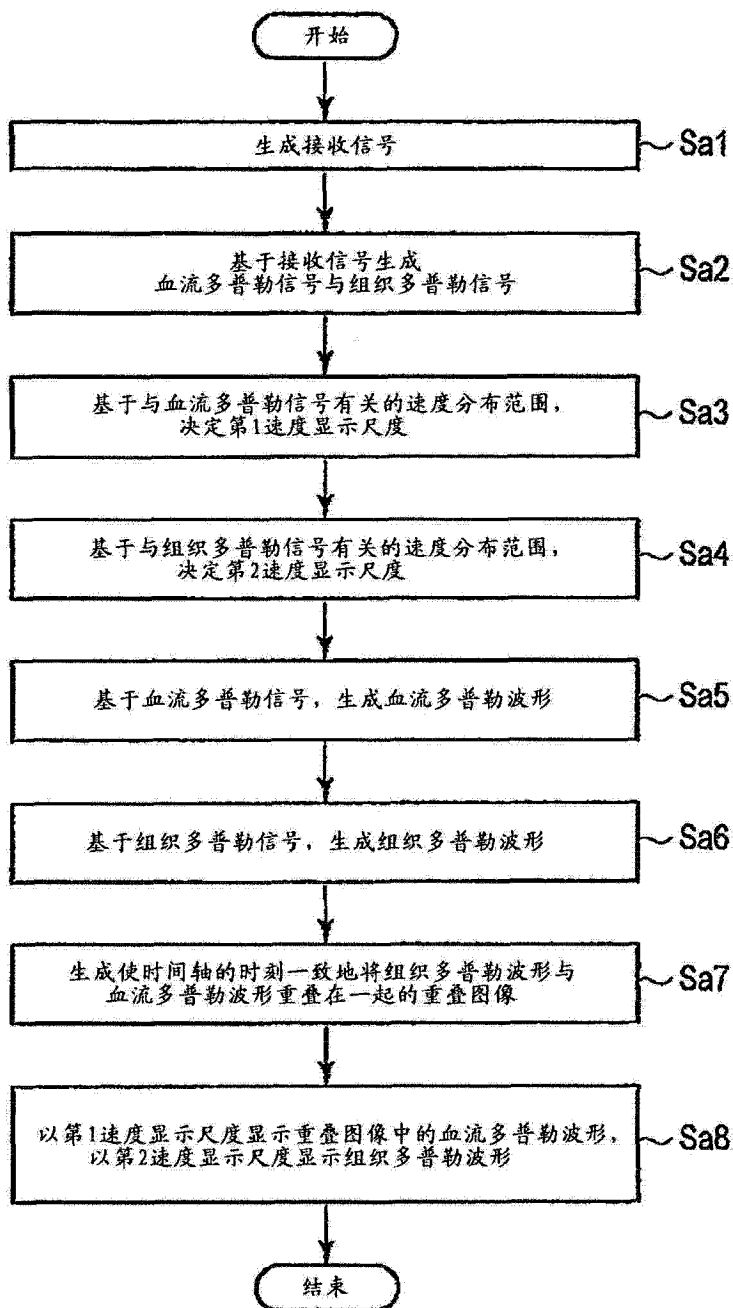 开始
生成接收信号
Sa1
基于接收信号生成
血流多普勒信号与组织多普勒信号
Sa2
基于与血流多普勒信号有关的速度分布范围，
决定第1速度显示尺度
Sa3
基于与组织多普勒信号有关的速度分布范围，
决定第2速度显示尺度
Sa4
基于血流多普勒信号，生成血流多普勒波形
Sa5
基于组织多普勒信号，生成组织多普勒波形
Sa6
生成使时间轴的时刻一致地将组织多普勒波形与
血流多普勒波形重叠在一起的重叠图像
Sa7
以第1速度显示尺度显示重叠图像中的血流多普勒波形，
以第2速度显示尺度显示组织多普勒波形
Sa8
结束